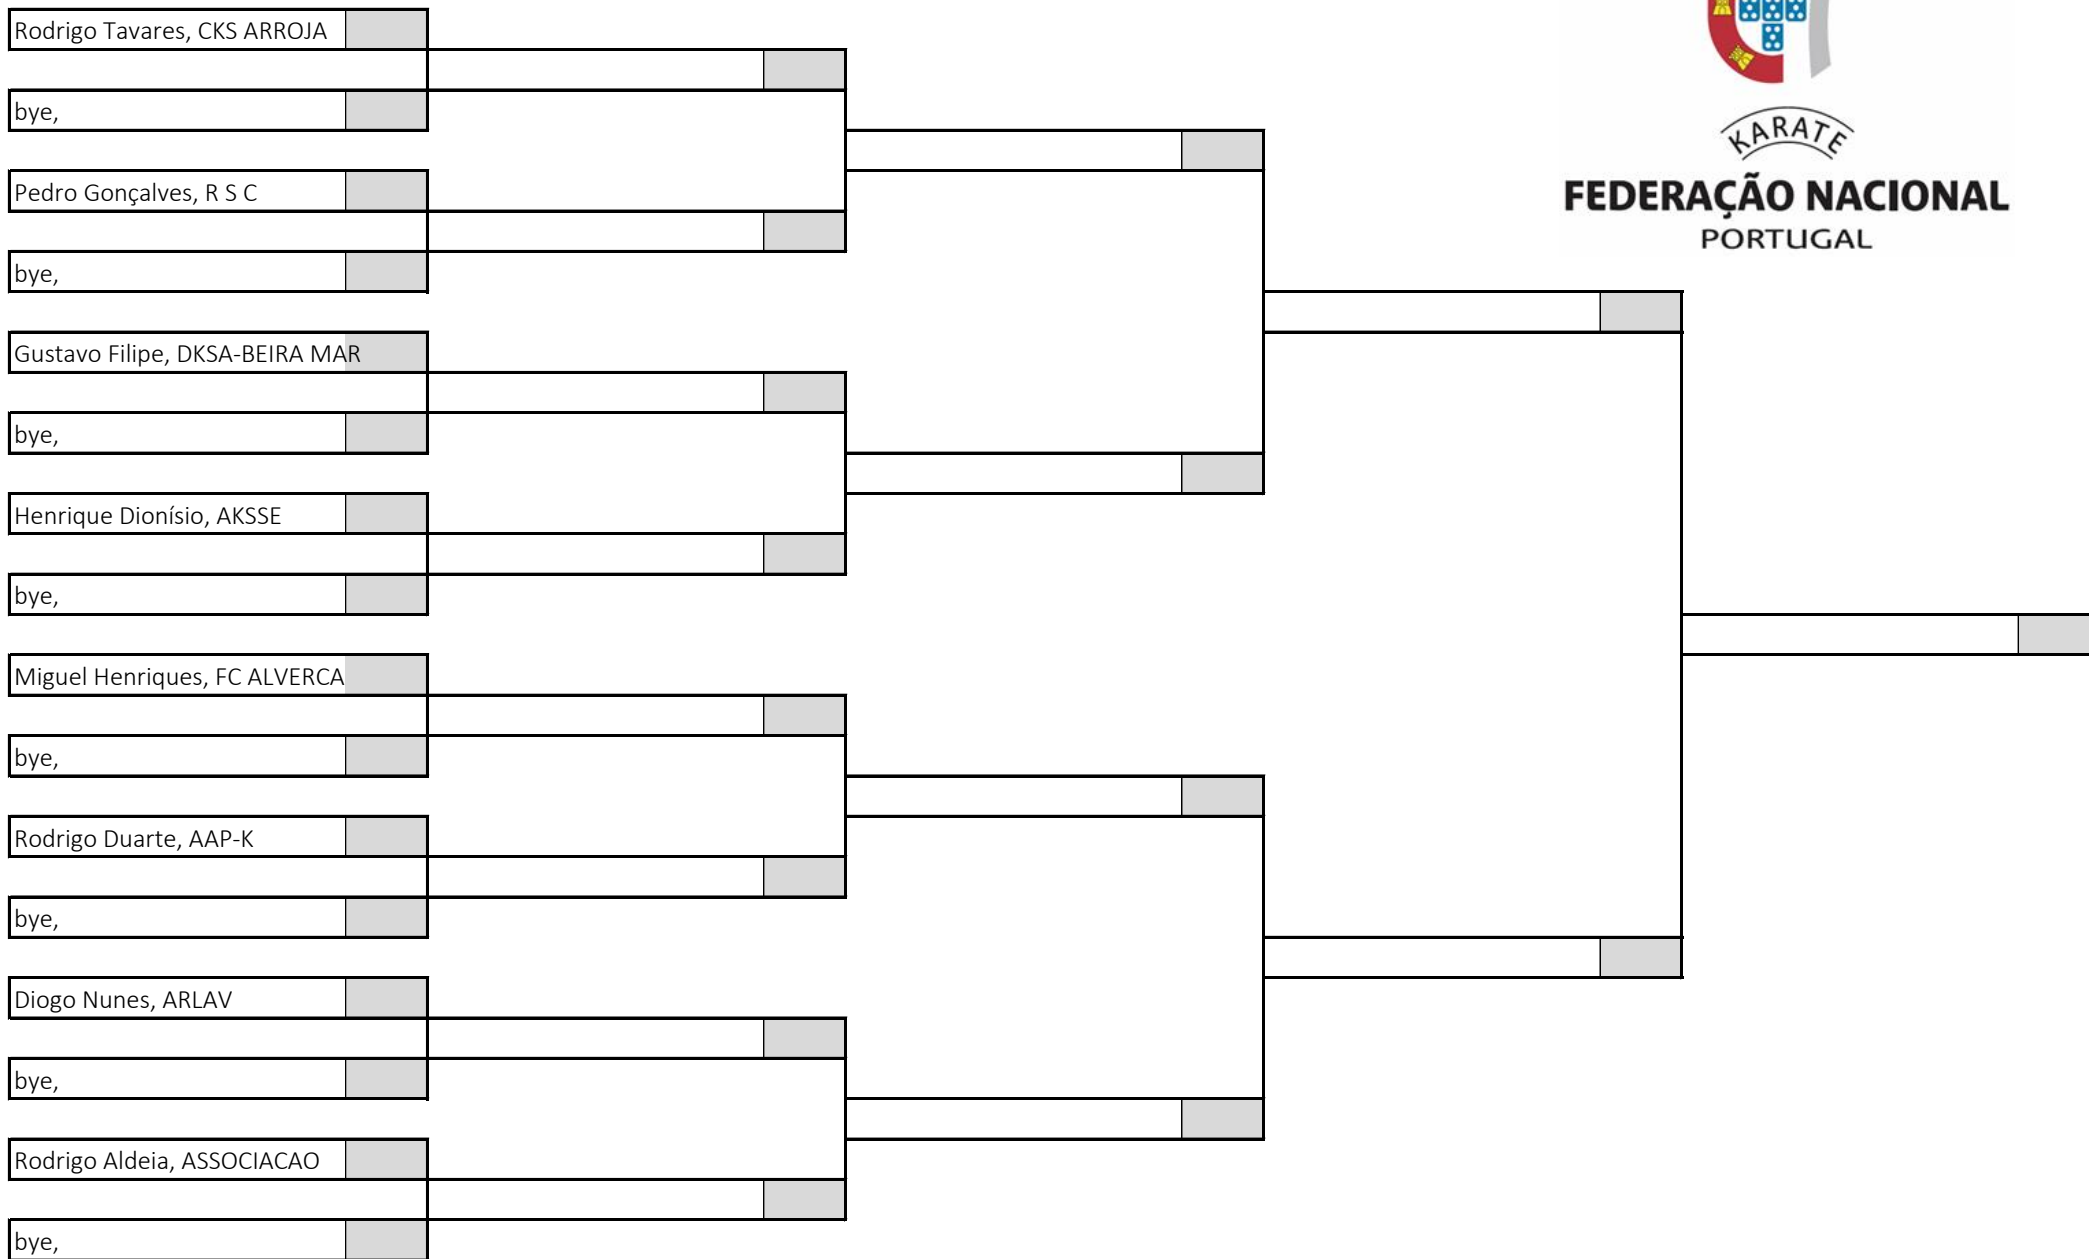 Rodrigo Tavares, CKS ARROJA
bye,
Pedro Gonçalves, R S C
bye,
Gustavo Filipe, DKSA-BEIRA MAR
bye,
Henrique Dionísio, AKSSE
bye,
Miguel Henriques, FC ALVERCA
bye,
Rodrigo Duarte, AAP-K
bye,
Diogo Nunes, ARLAV
bye,
Rodrigo Aldeia, ASSOCIACAO
bye,
KARATE
FEDERAÇÃO NACIONAL
PORTUGAL